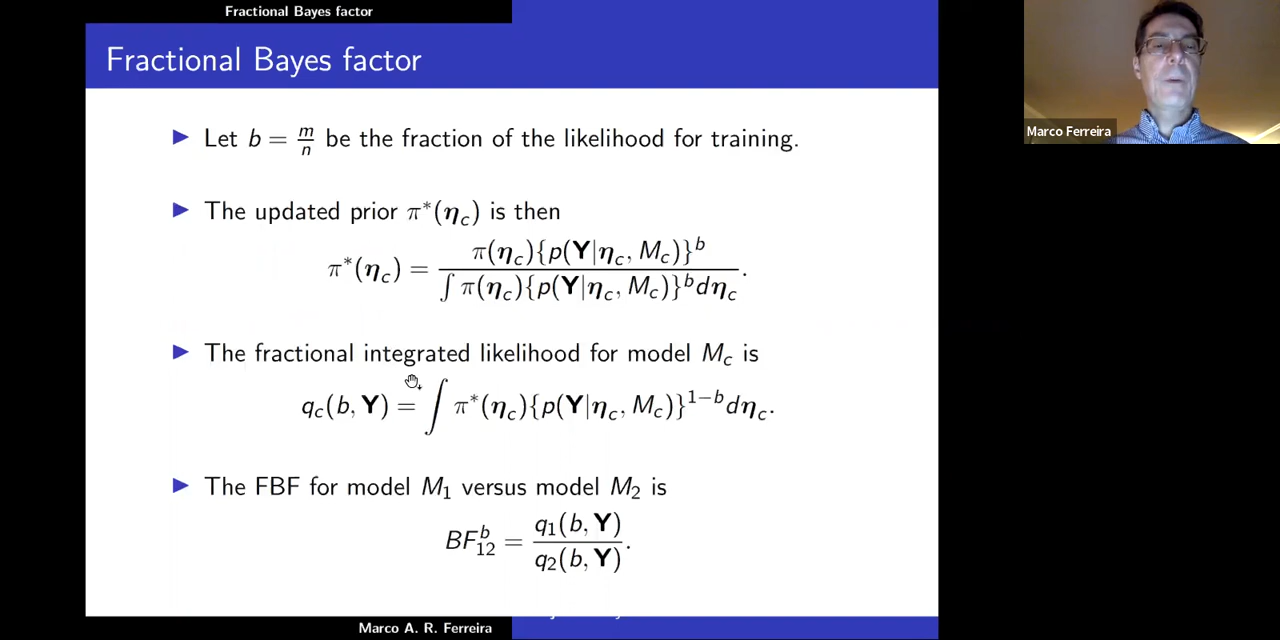 Fractional Bayes factor
Fractional Bayes factor
Marco Ferreira
▶ Let b = m/n be the fraction of the likelihood for training.
▶ The updated prior π*(η_c) is then
π*(η_c) = π(η_c){p(Y|η_c, M_c)}^b / ∫ π(η_c){p(Y|η_c, M_c)}^b dη_c.
▶ The fractional integrated likelihood for model M_c is
q_c(b, Y) = ∫ π*(η_c){p(Y|η_c, M_c)}^{1−b} dη_c.
▶ The FBF for model M_1 versus model M_2 is
BF^b_{12} = q_1(b, Y) / q_2(b, Y).
Marco A. R. Ferreira